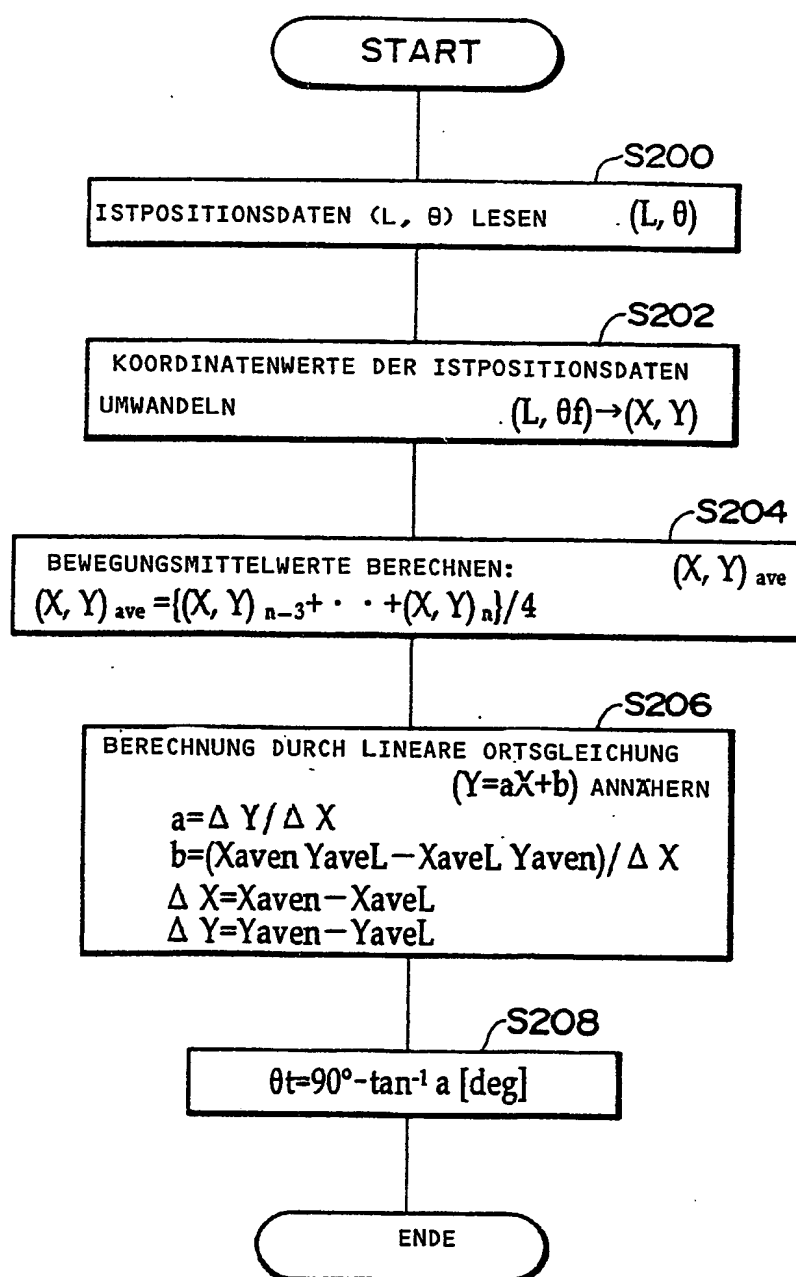 START
S200
ISTPOSITIONSDATEN (L, θ) LESEN (L, θ)
S202
KOORDINATENWERTE DER ISTPOSITIONSDATEN
UMWANDELN (L, θf)→(X, Y)
S204
BEWEGUNGSMITTELWERTE BERECHNEN: (X, Y) ave
(X, Y) ave ={(X, Y) n-3+ · · +(X, Y) n}/4
S206
BERECHNUNG DURCH LINEARE ORTSGLEICHUNG
(Y=aX+b) ANNÄHERN
a=Δ Y/Δ X
b=(Xaven YaveL−XaveL Yaven)/Δ X
Δ X=Xaven−XaveL
Δ Y=Yaven−YaveL
S208
θt=90°-tan⁻¹ a [deg]
ENDE